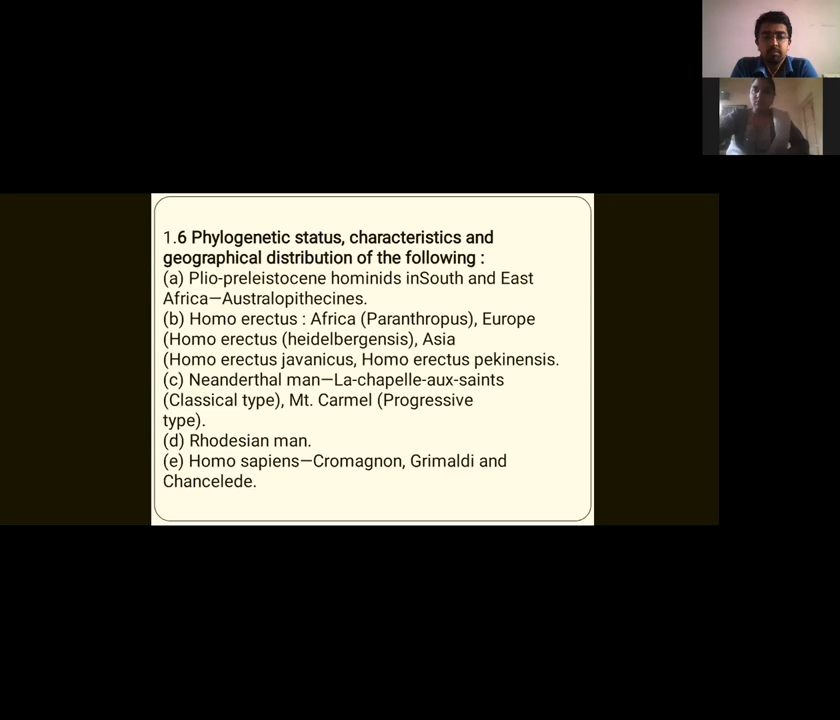 1.6 Phylogenetic status, characteristics and
geographical distribution of the following :
(a) Plio-preleistocene hominids inSouth and East
Africa—Australopithecines.
(b) Homo erectus : Africa (Paranthropus), Europe
(Homo erectus (heidelbergensis), Asia
(Homo erectus javanicus, Homo erectus pekinensis.
(c) Neanderthal man—La-chapelle-aux-saints
(Classical type), Mt. Carmel (Progressive
type).
(d) Rhodesian man.
(e) Homo sapiens—Cromagnon, Grimaldi and
Chancelede.